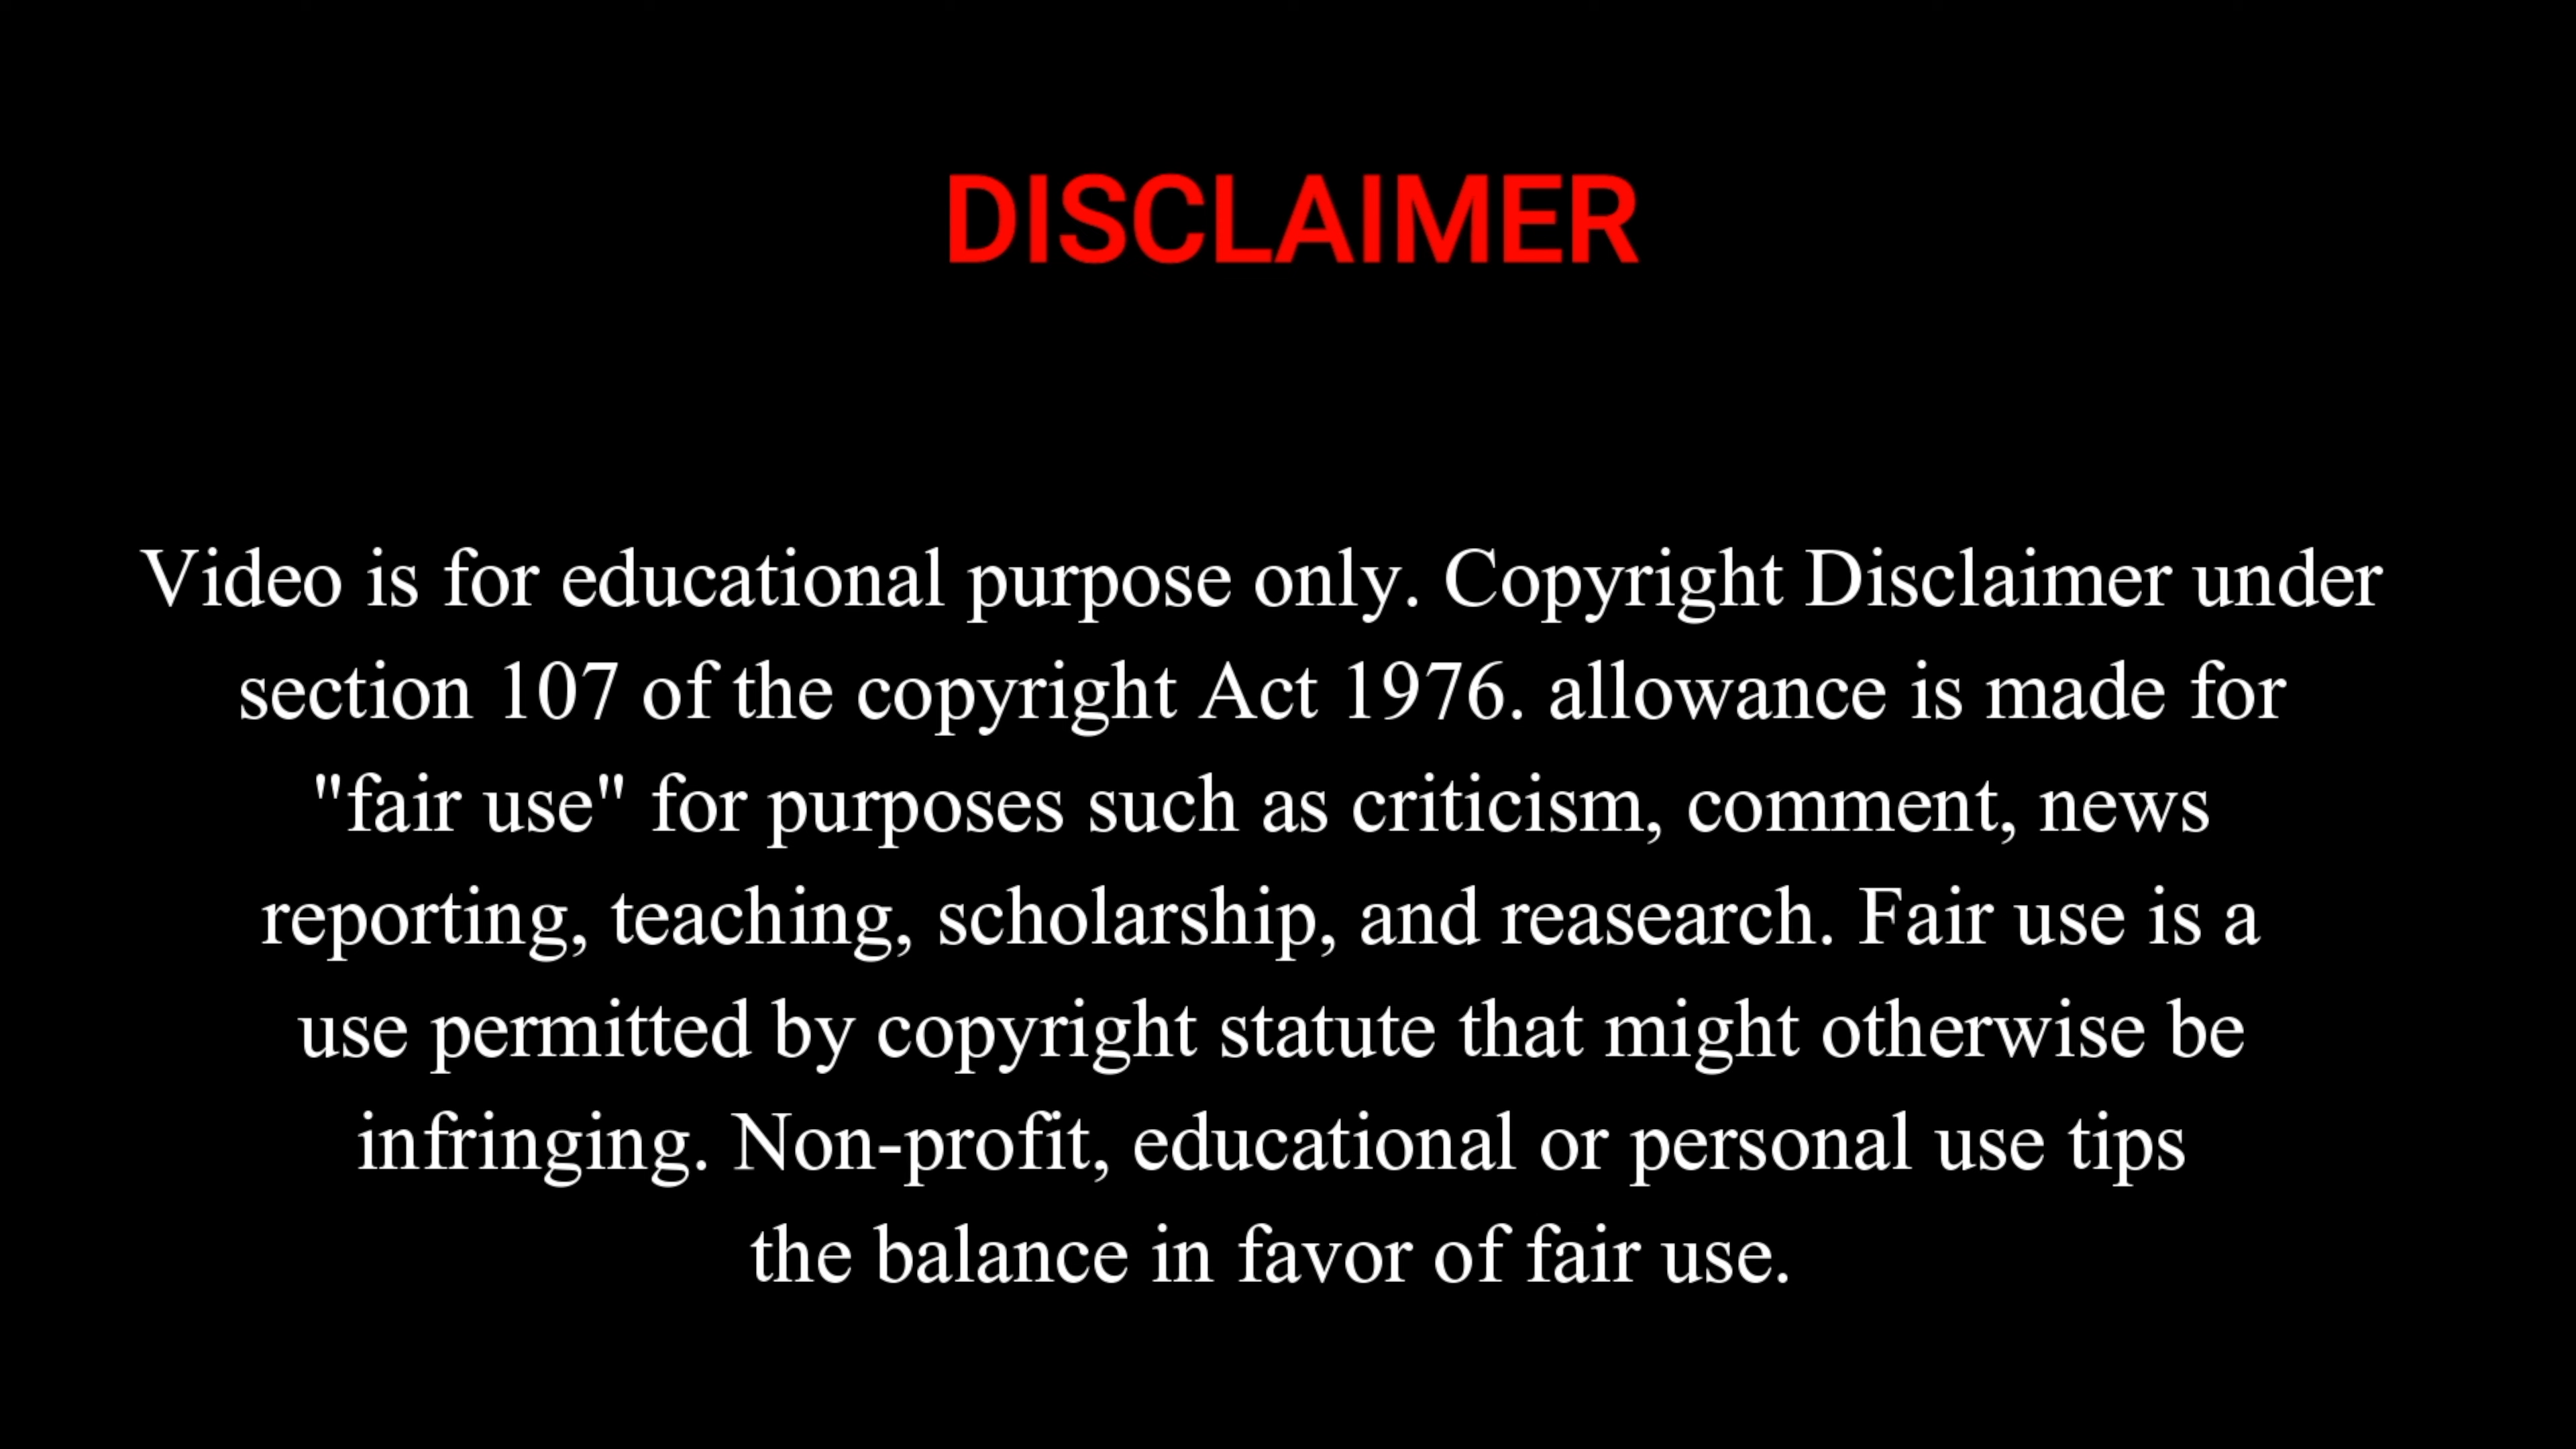 DISCLAIMER
Video is for educational purpose only. Copyright Disclaimer under
section 107 of the copyright Act 1976. allowance is made for
"fair use" for purposes such as criticism, comment, news
reporting, teaching, scholarship, and reasearch. Fair use is a
use permitted by copyright statute that might otherwise be
infringing. Non-profit, educational or personal use tips
the balance in favor of fair use.